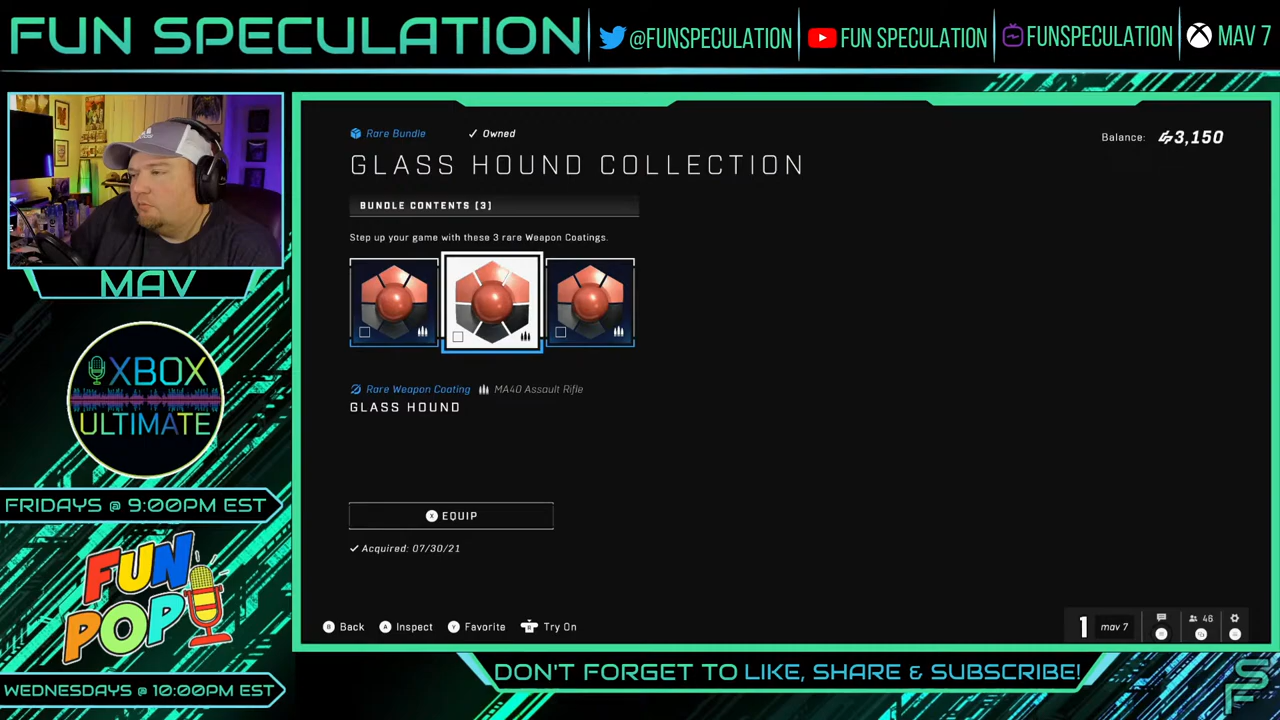 FUN SPECULATION
@FUNSPECULATION
FUN SPECULATION
FUNSPECULATION
MAV 7
Rare Bundle
Owned
Balance:
3,150
GLASS HOUND COLLECTION
BUNDLE CONTENTS [3]
Step up your game with these 3 rare Weapon Coatings.
MAV
XBOX
ULTIMATE
Rare Weapon Coating
MA40 Assault Rifle
GLASS HOUND
FRIDAYS @ 9:00PM EST
X EQUIP
Acquired: 07/30/21
FUN
POP
B Back
A Inspect
Y Favorite
Try On
1
mav 7
46
WEDNESDAYS @ 10:00PM EST
DON'T FORGET TO LIKE, SHARE & SUBSCRIBE!
SF